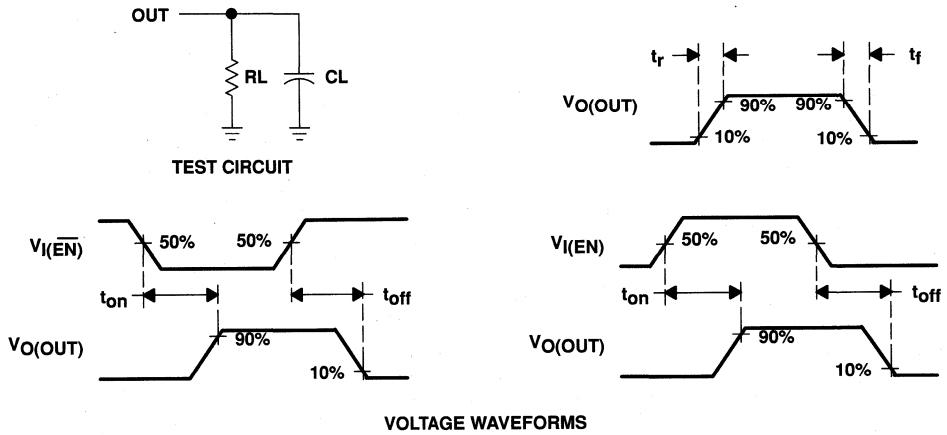 OUT
RL
CL
TEST CIRCUIT
tr
tf
VO(OUT)
90%
90%
10%
10%
VI(E̅N̅)
50%
50%
ton
toff
VO(OUT)
90%
10%
VI(EN)
50%
50%
ton
toff
VO(OUT)
90%
10%
VOLTAGE WAVEFORMS